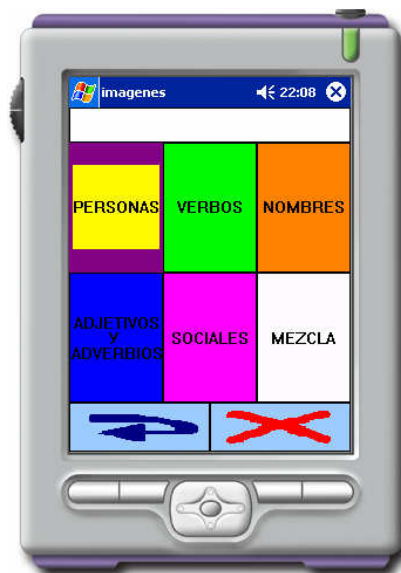 imagenes 22:08
PERSONAS VERBOS NOMBRES
ADJETIVOS
Y
ADVERBIOS
SOCIALES MEZCLA